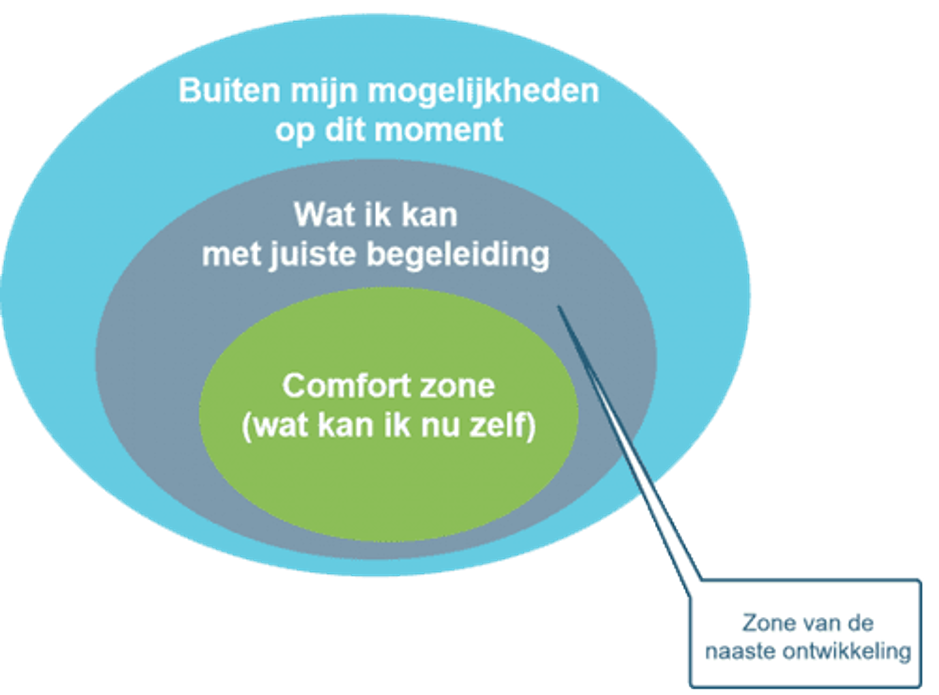 Buiten mijn mogelijkheden
op dit moment
Wat ik kan
met juiste begeleiding
Comfort zone
(wat kan ik nu zelf)
Zone van de
naaste ontwikkeling